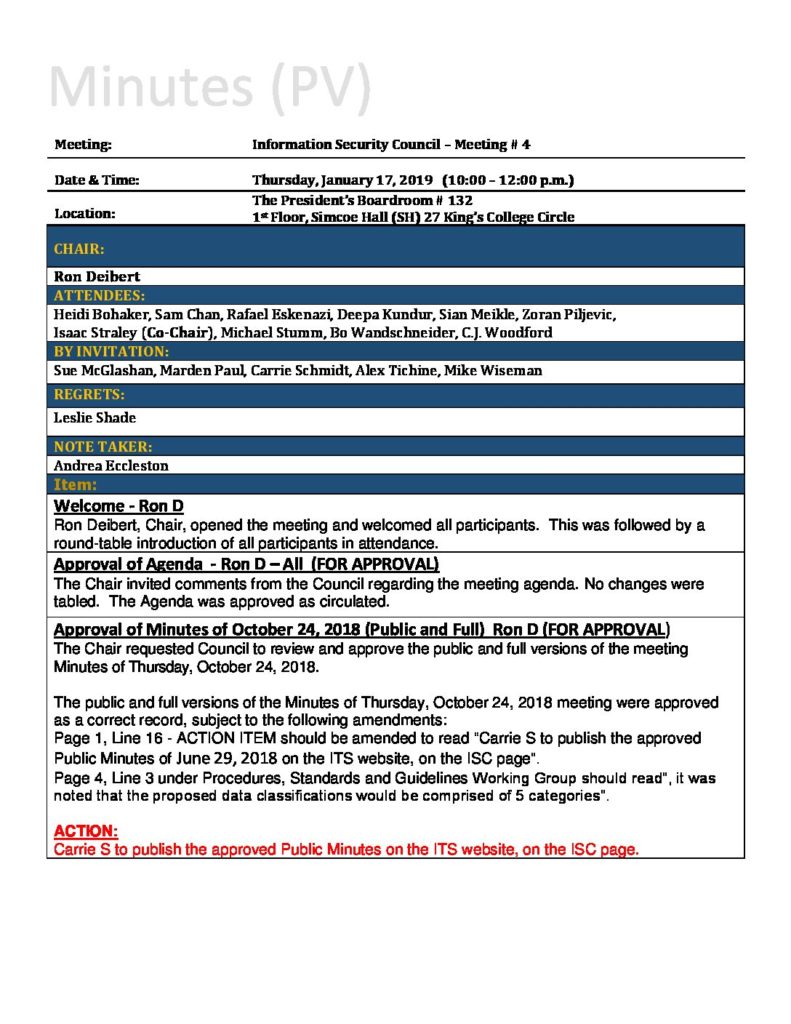 Minutes (PV)
Meeting: Information Security Council – Meeting # 4
Date & Time: Thursday, January 17, 2019 (10:00 – 12:00 p.m.)
Location: The President's Boardroom # 132
1st Floor, Simcoe Hall (SH) 27 King's College Circle
CHAIR:
Ron Deibert
ATTENDEES:
Heidi Bohaker, Sam Chan, Rafael Eskenazi, Deepa Kundur, Sian Meikle, Zoran Piljevic,
Isaac Straley (Co-Chair), Michael Stumm, Bo Wandschneider, C.J. Woodford
BY INVITATION:
Sue McGlashan, Marden Paul, Carrie Schmidt, Alex Tichine, Mike Wiseman
REGRETS:
Leslie Shade
NOTE TAKER:
Andrea Eccleston
Item:
Welcome - Ron D
Ron Deibert, Chair, opened the meeting and welcomed all participants. This was followed by a
round-table introduction of all participants in attendance.
Approval of Agenda - Ron D – All (FOR APPROVAL)
The Chair invited comments from the Council regarding the meeting agenda. No changes were
tabled. The Agenda was approved as circulated.
Approval of Minutes of October 24, 2018 (Public and Full) Ron D (FOR APPROVAL)
The Chair requested Council to review and approve the public and full versions of the meeting
Minutes of Thursday, October 24, 2018.
The public and full versions of the Minutes of Thursday, October 24, 2018 meeting were approved
as a correct record, subject to the following amendments:
Page 1, Line 16 - ACTION ITEM should be amended to read "Carrie S to publish the approved
Public Minutes of June 29, 2018 on the ITS website, on the ISC page".
Page 4, Line 3 under Procedures, Standards and Guidelines Working Group should read", it was
noted that the proposed data classifications would be comprised of 5 categories".
ACTION:
Carrie S to publish the approved Public Minutes on the ITS website, on the ISC page.